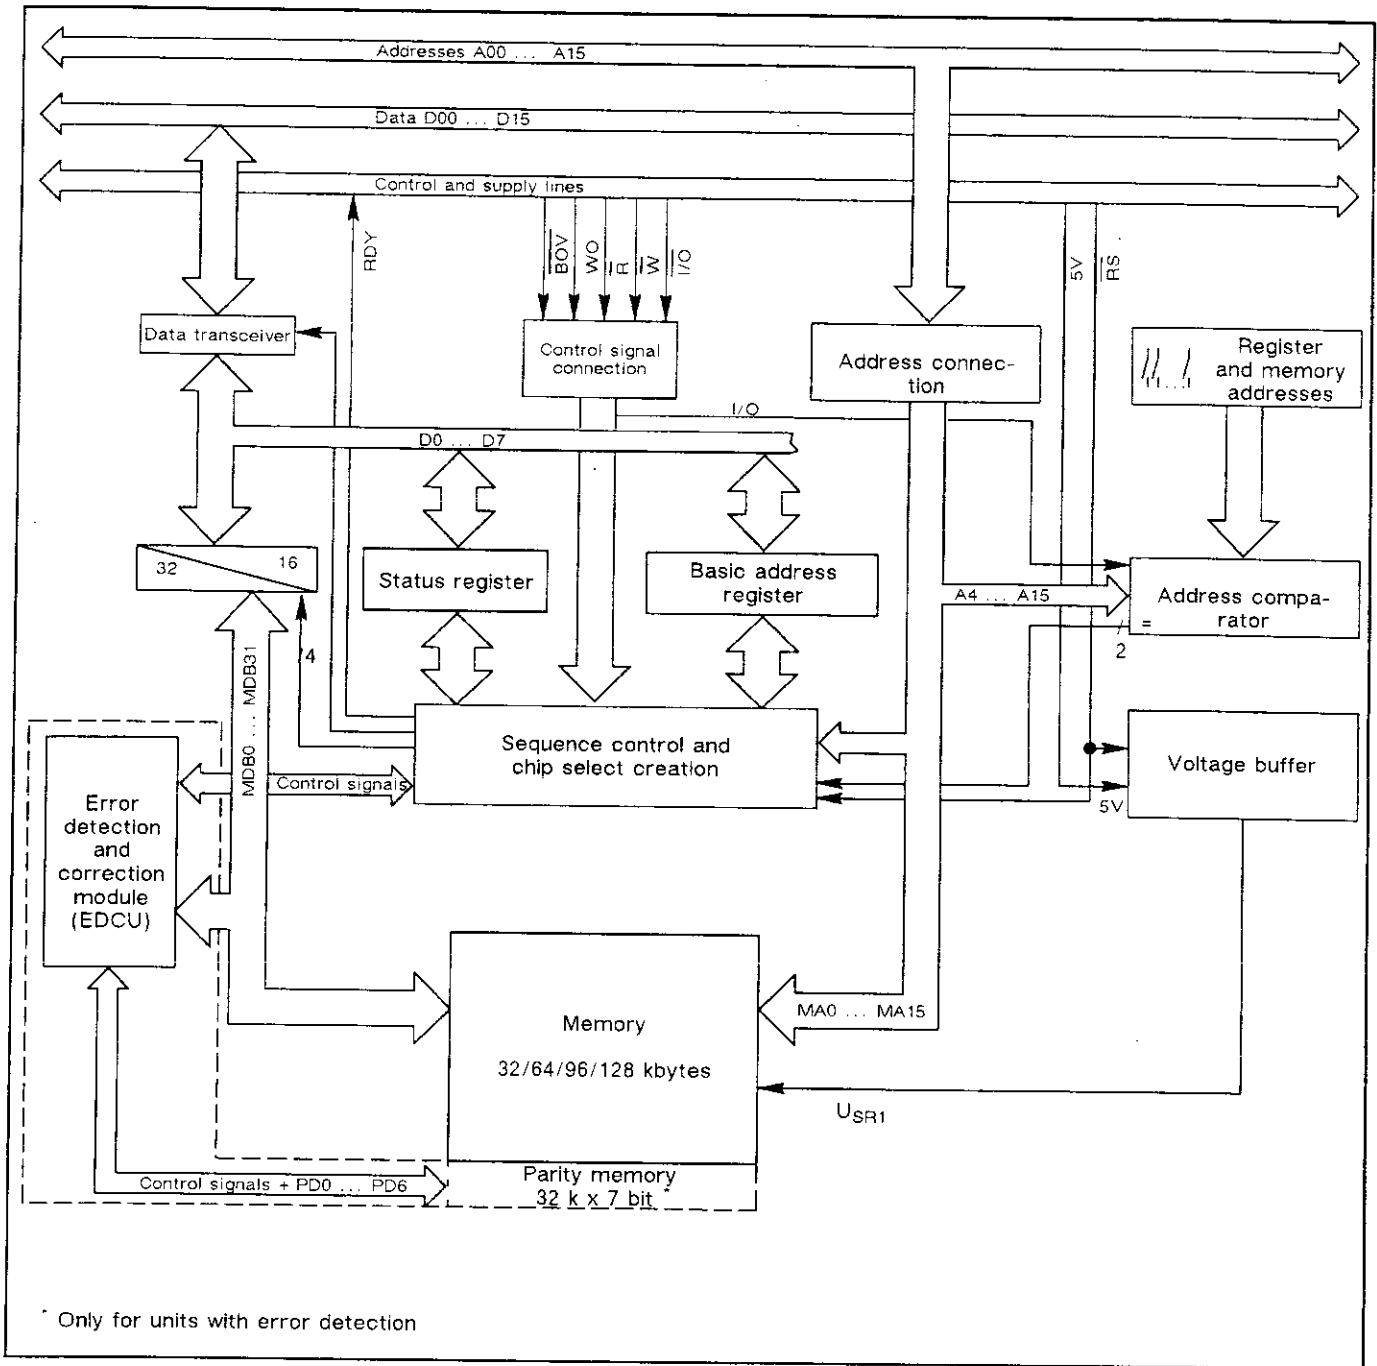 Addresses A00 ... A15
Data D00 ... D15
Control and supply lines
RDY
BOV
WO
R
W
I/O
5V
RS
Data transceiver
Control signal
connection
Address connec-
tion
Register
and memory
addresses
I/O
D0 ... D7
32
16
Status register
Basic address
register
A4 ... A15
Address compa-
rator
=
2
4
MDB0 ... MDB31
Sequence control and
chip select creation
Voltage buffer
5V
Control signals
Error
detection
and
correction
module
(EDCU)
Memory
32/64/96/128 kbytes
MA0 ... MA15
USR1
Parity memory
32 k x 7 bit *
Control signals + PD0 ... PD6
* Only for units with error detection